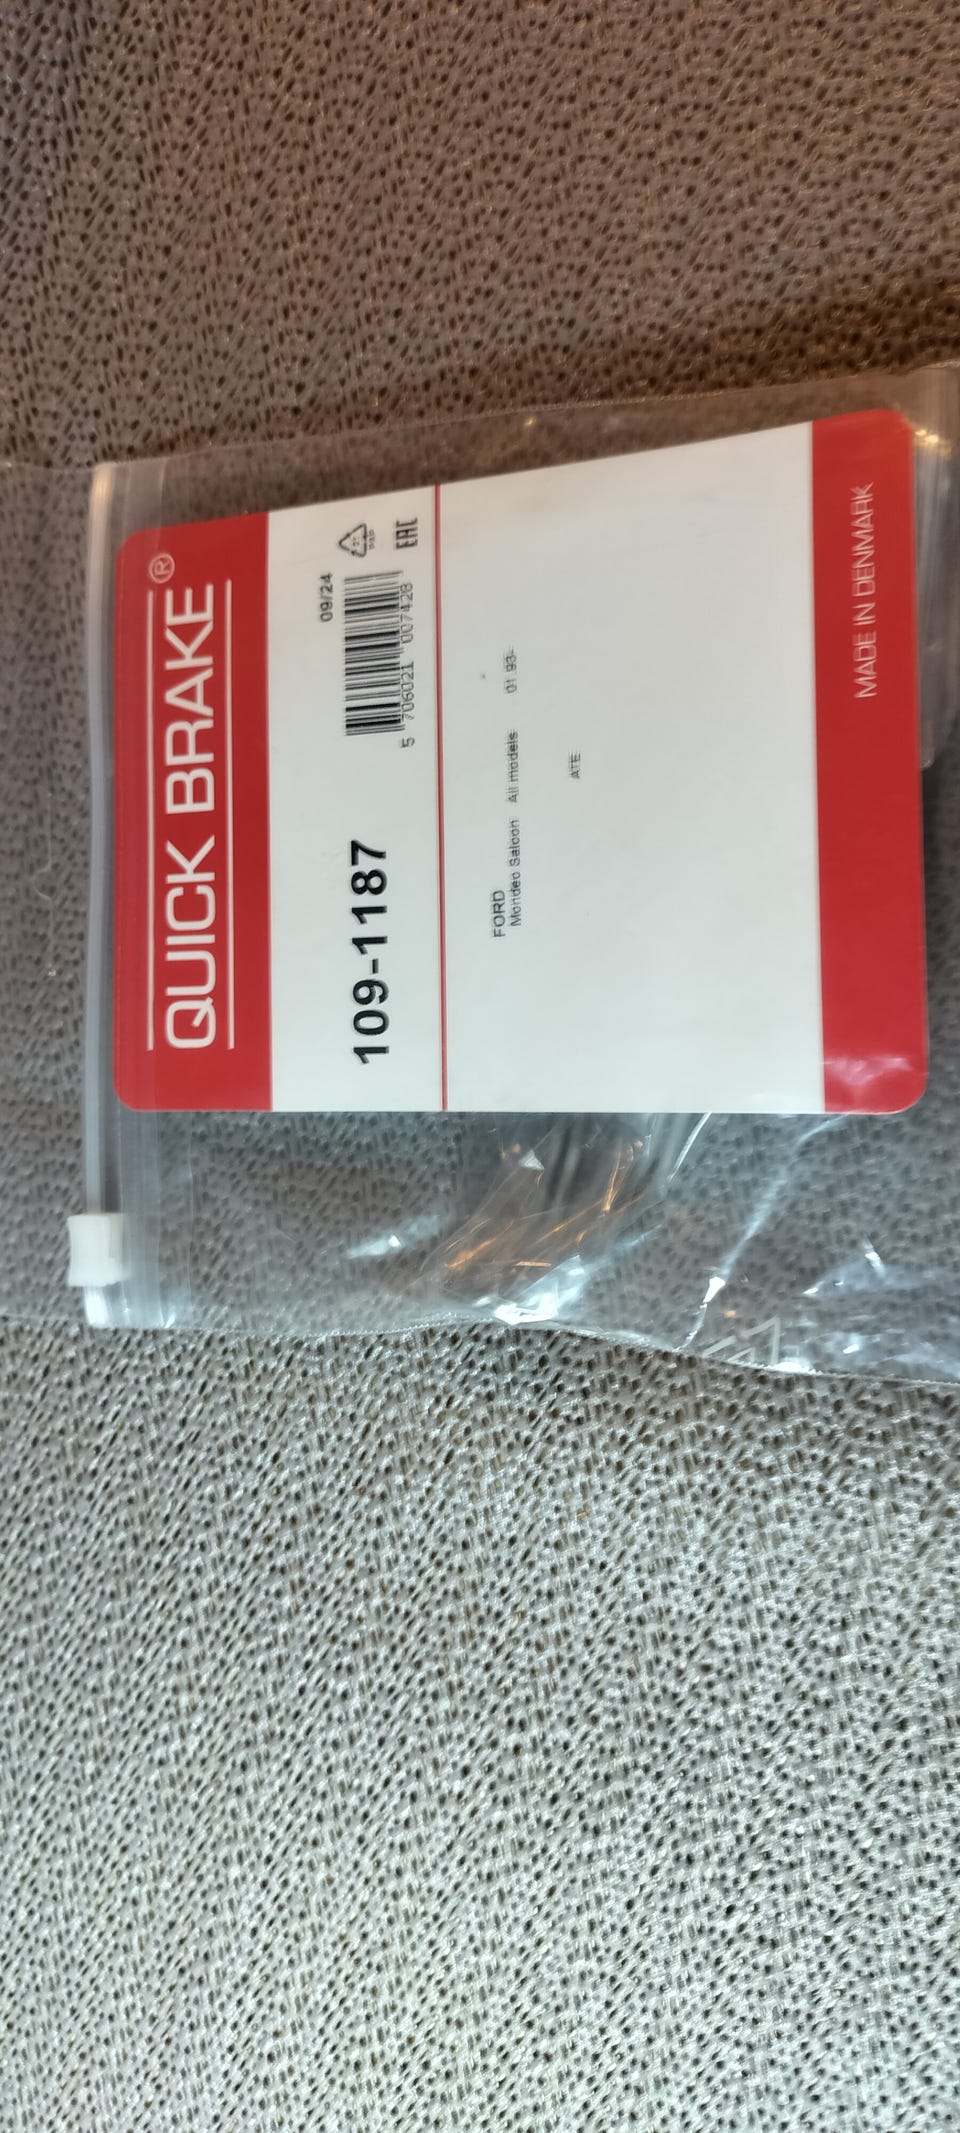 QUICK BRAKE®
109-1187
09/24
5 706021 007428
EAC
FORD
Mondeo Saloon All models 01.93-
ATE
MADE IN DENMARK